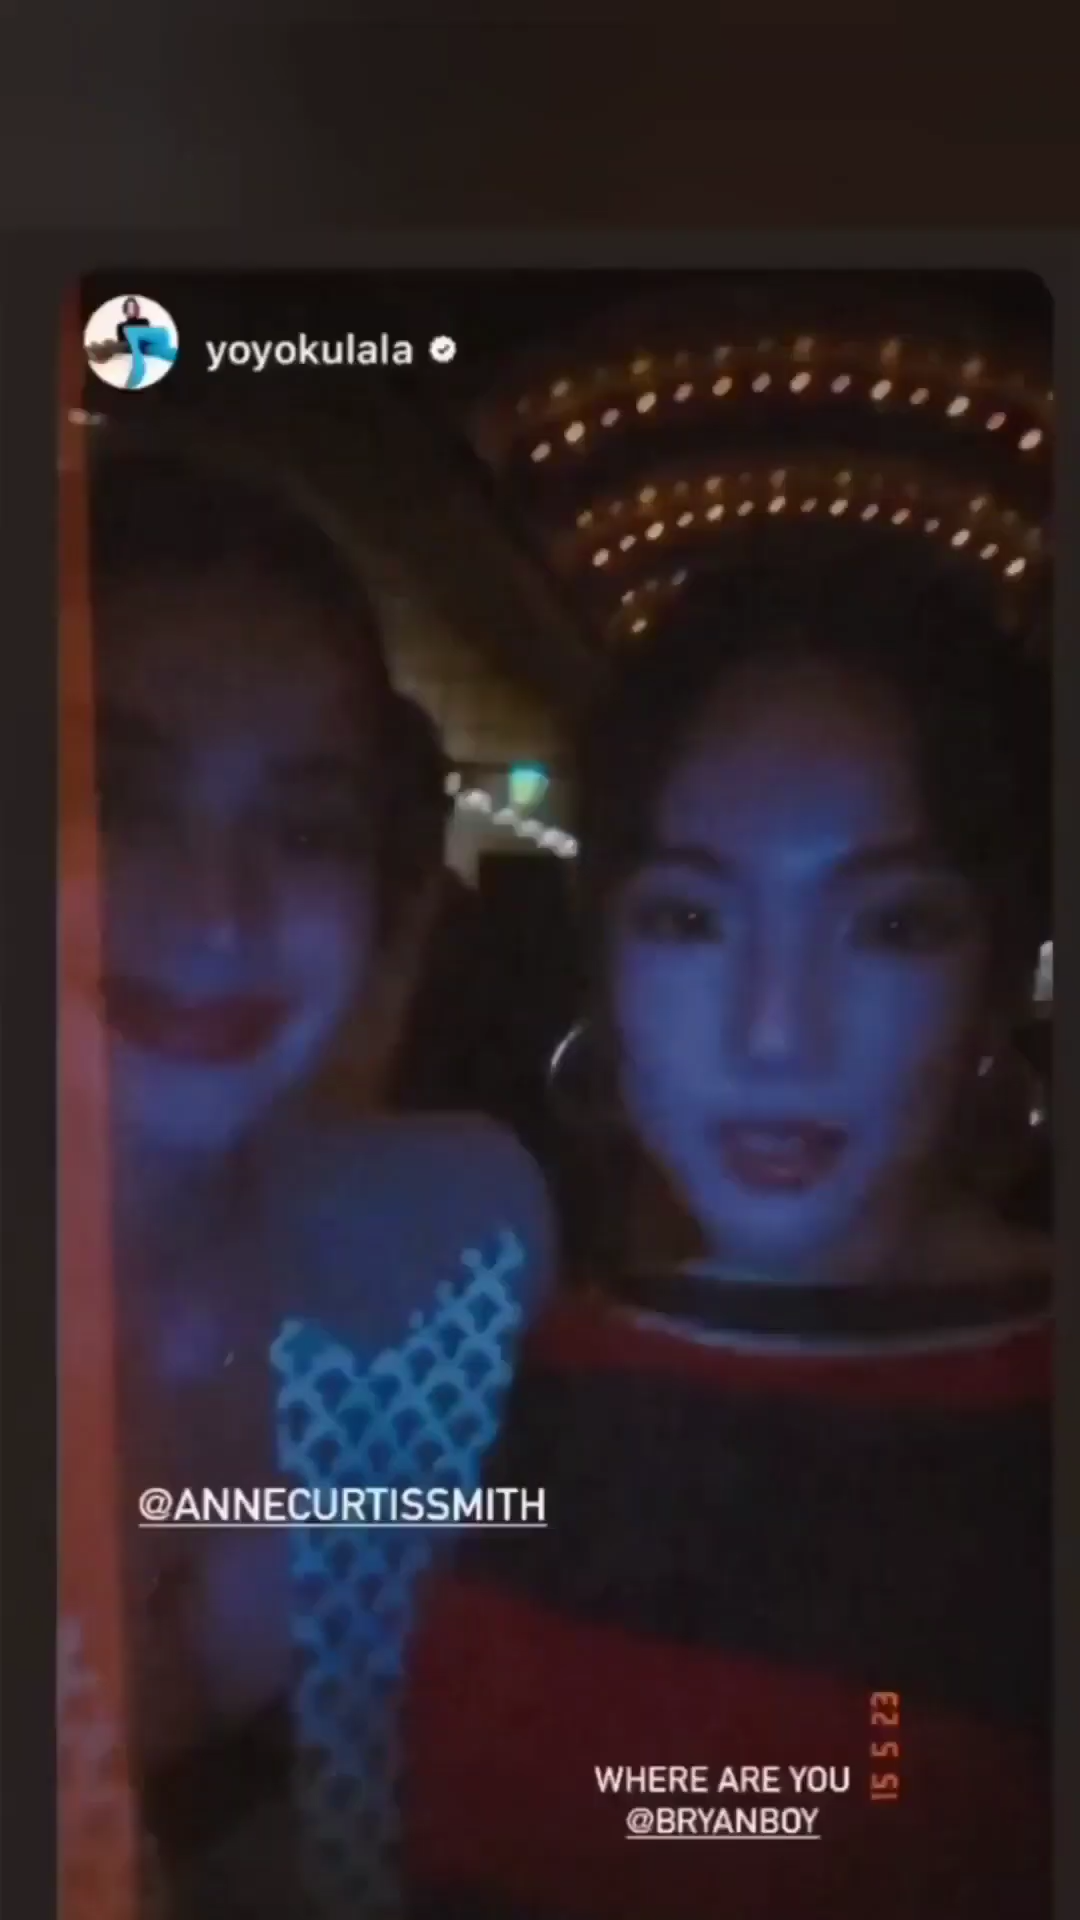 yoyokulala
@ANNECURTISSMITH
WHERE ARE YOU
@BRYANBOY
15 5 23